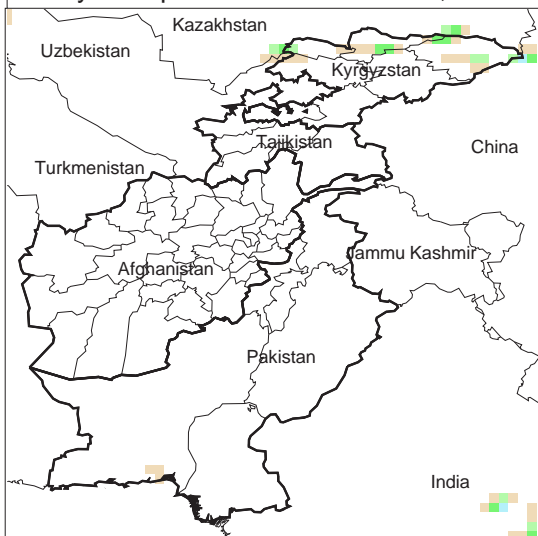 Kazakhstan
Uzbekistan
Kyrgyzstan
Tajikistan
China
Turkmenistan
Jammu Kashmir
Afghanistan
Pakistan
India